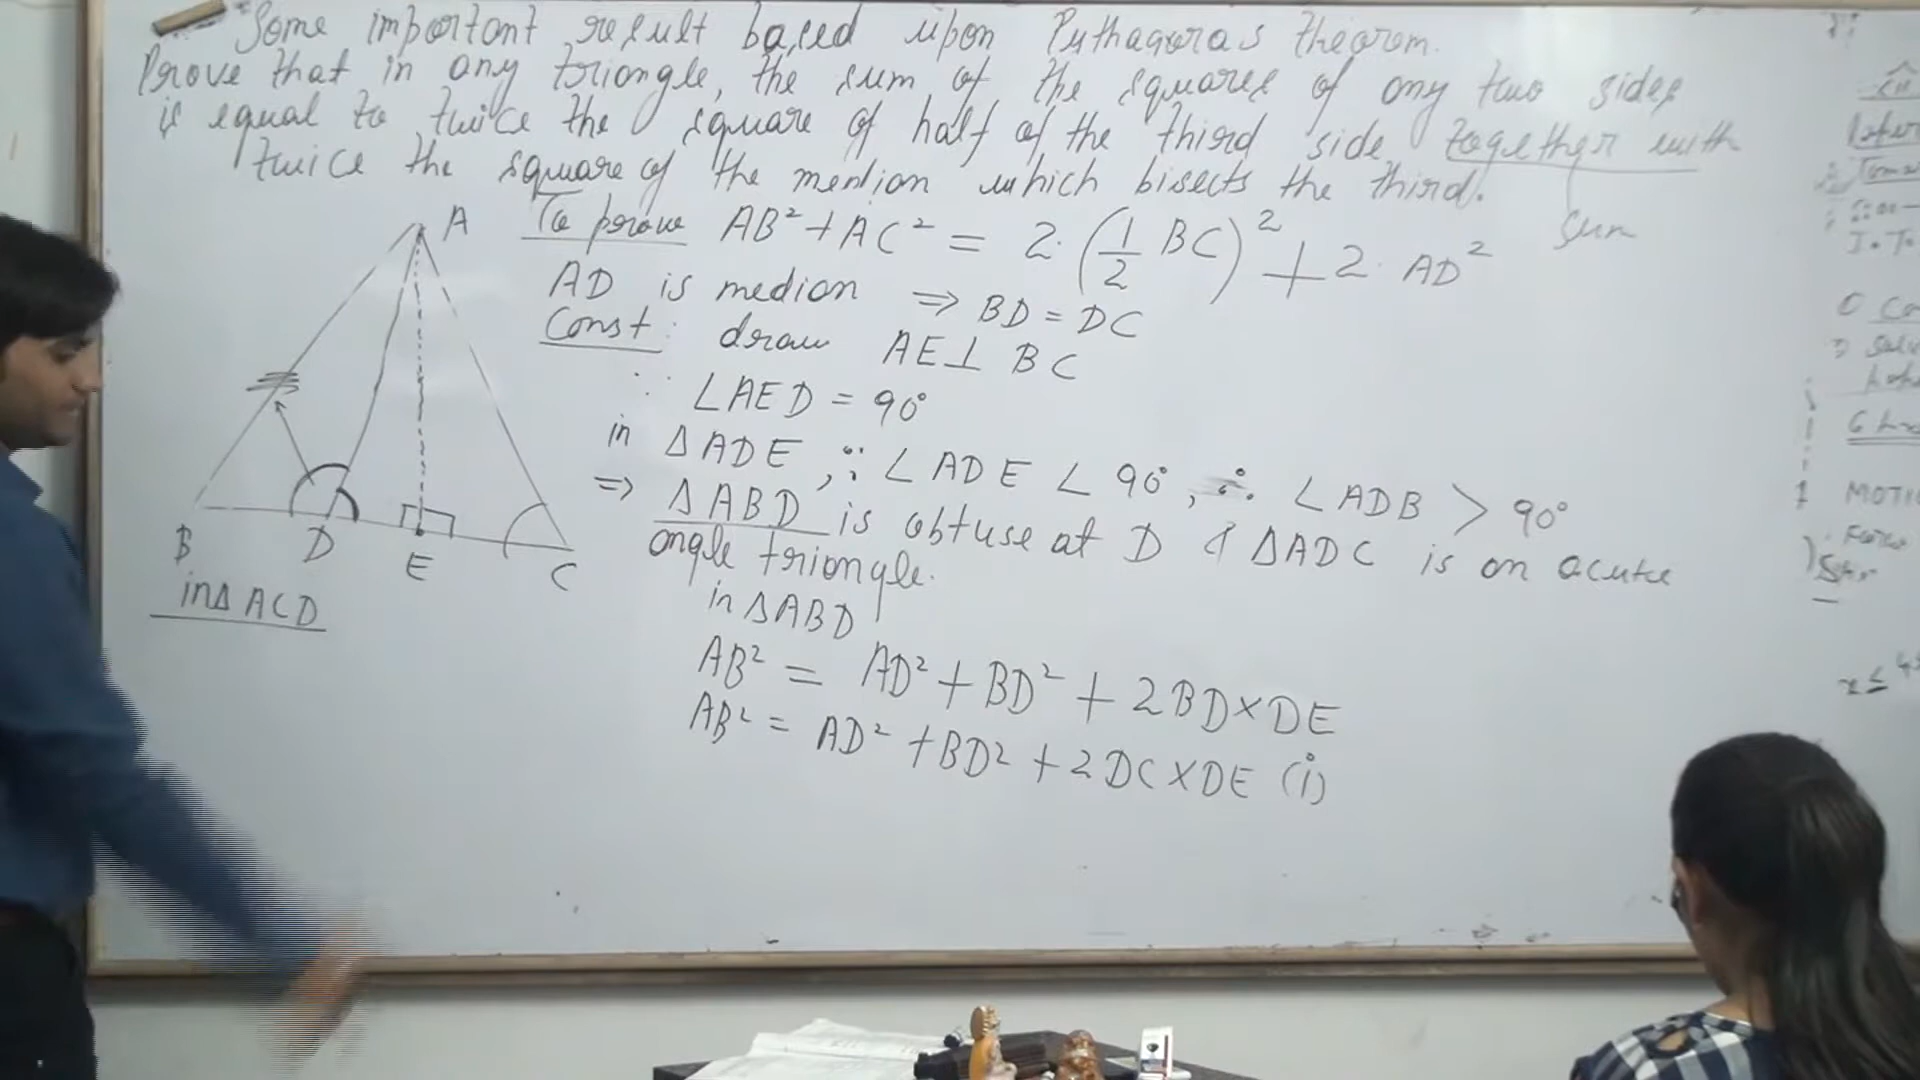 Some important result based upon Pythagoras theorem.
Prove that in any triangle, the sum of the squares of any two sides
is equal to twice the square of half of the third side together with
twice the square of the median which bisects the third.
sum
To prove AB² + AC² = 2·(1/2 BC)² + 2·AD²
AD is median ⇒ BD = DC
Const: draw AE⊥ BC
∵ ∠AED = 90°
in ΔADE, ∵ ∠ADE < 90°, ∴ ∠ADB > 90°
⇒ ΔABD is obtuse at D & ΔADC is an acute
angle triangle.
in ΔABD
AB² = AD² + BD² + 2BD×DE
AB² = AD² + BD² + 2DC×DE (i)
A
B
D
E
C
in Δ ACD
MOTIO
Force
x ≤